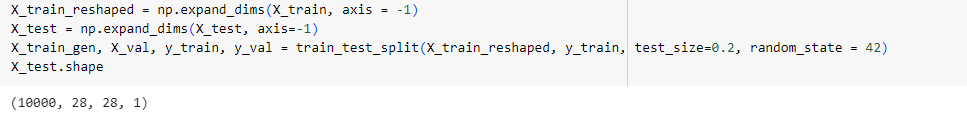 X_train_reshaped = np.expand_dims(X_train, axis = -1)
X_test = np.expand_dims(X_test, axis=-1)
X_train_gen, X_val, y_train, y_val = train_test_split(X_train_reshaped, y_train, test_size=0.2, random_state = 42)
X_test.shape
(10000, 28, 28, 1)